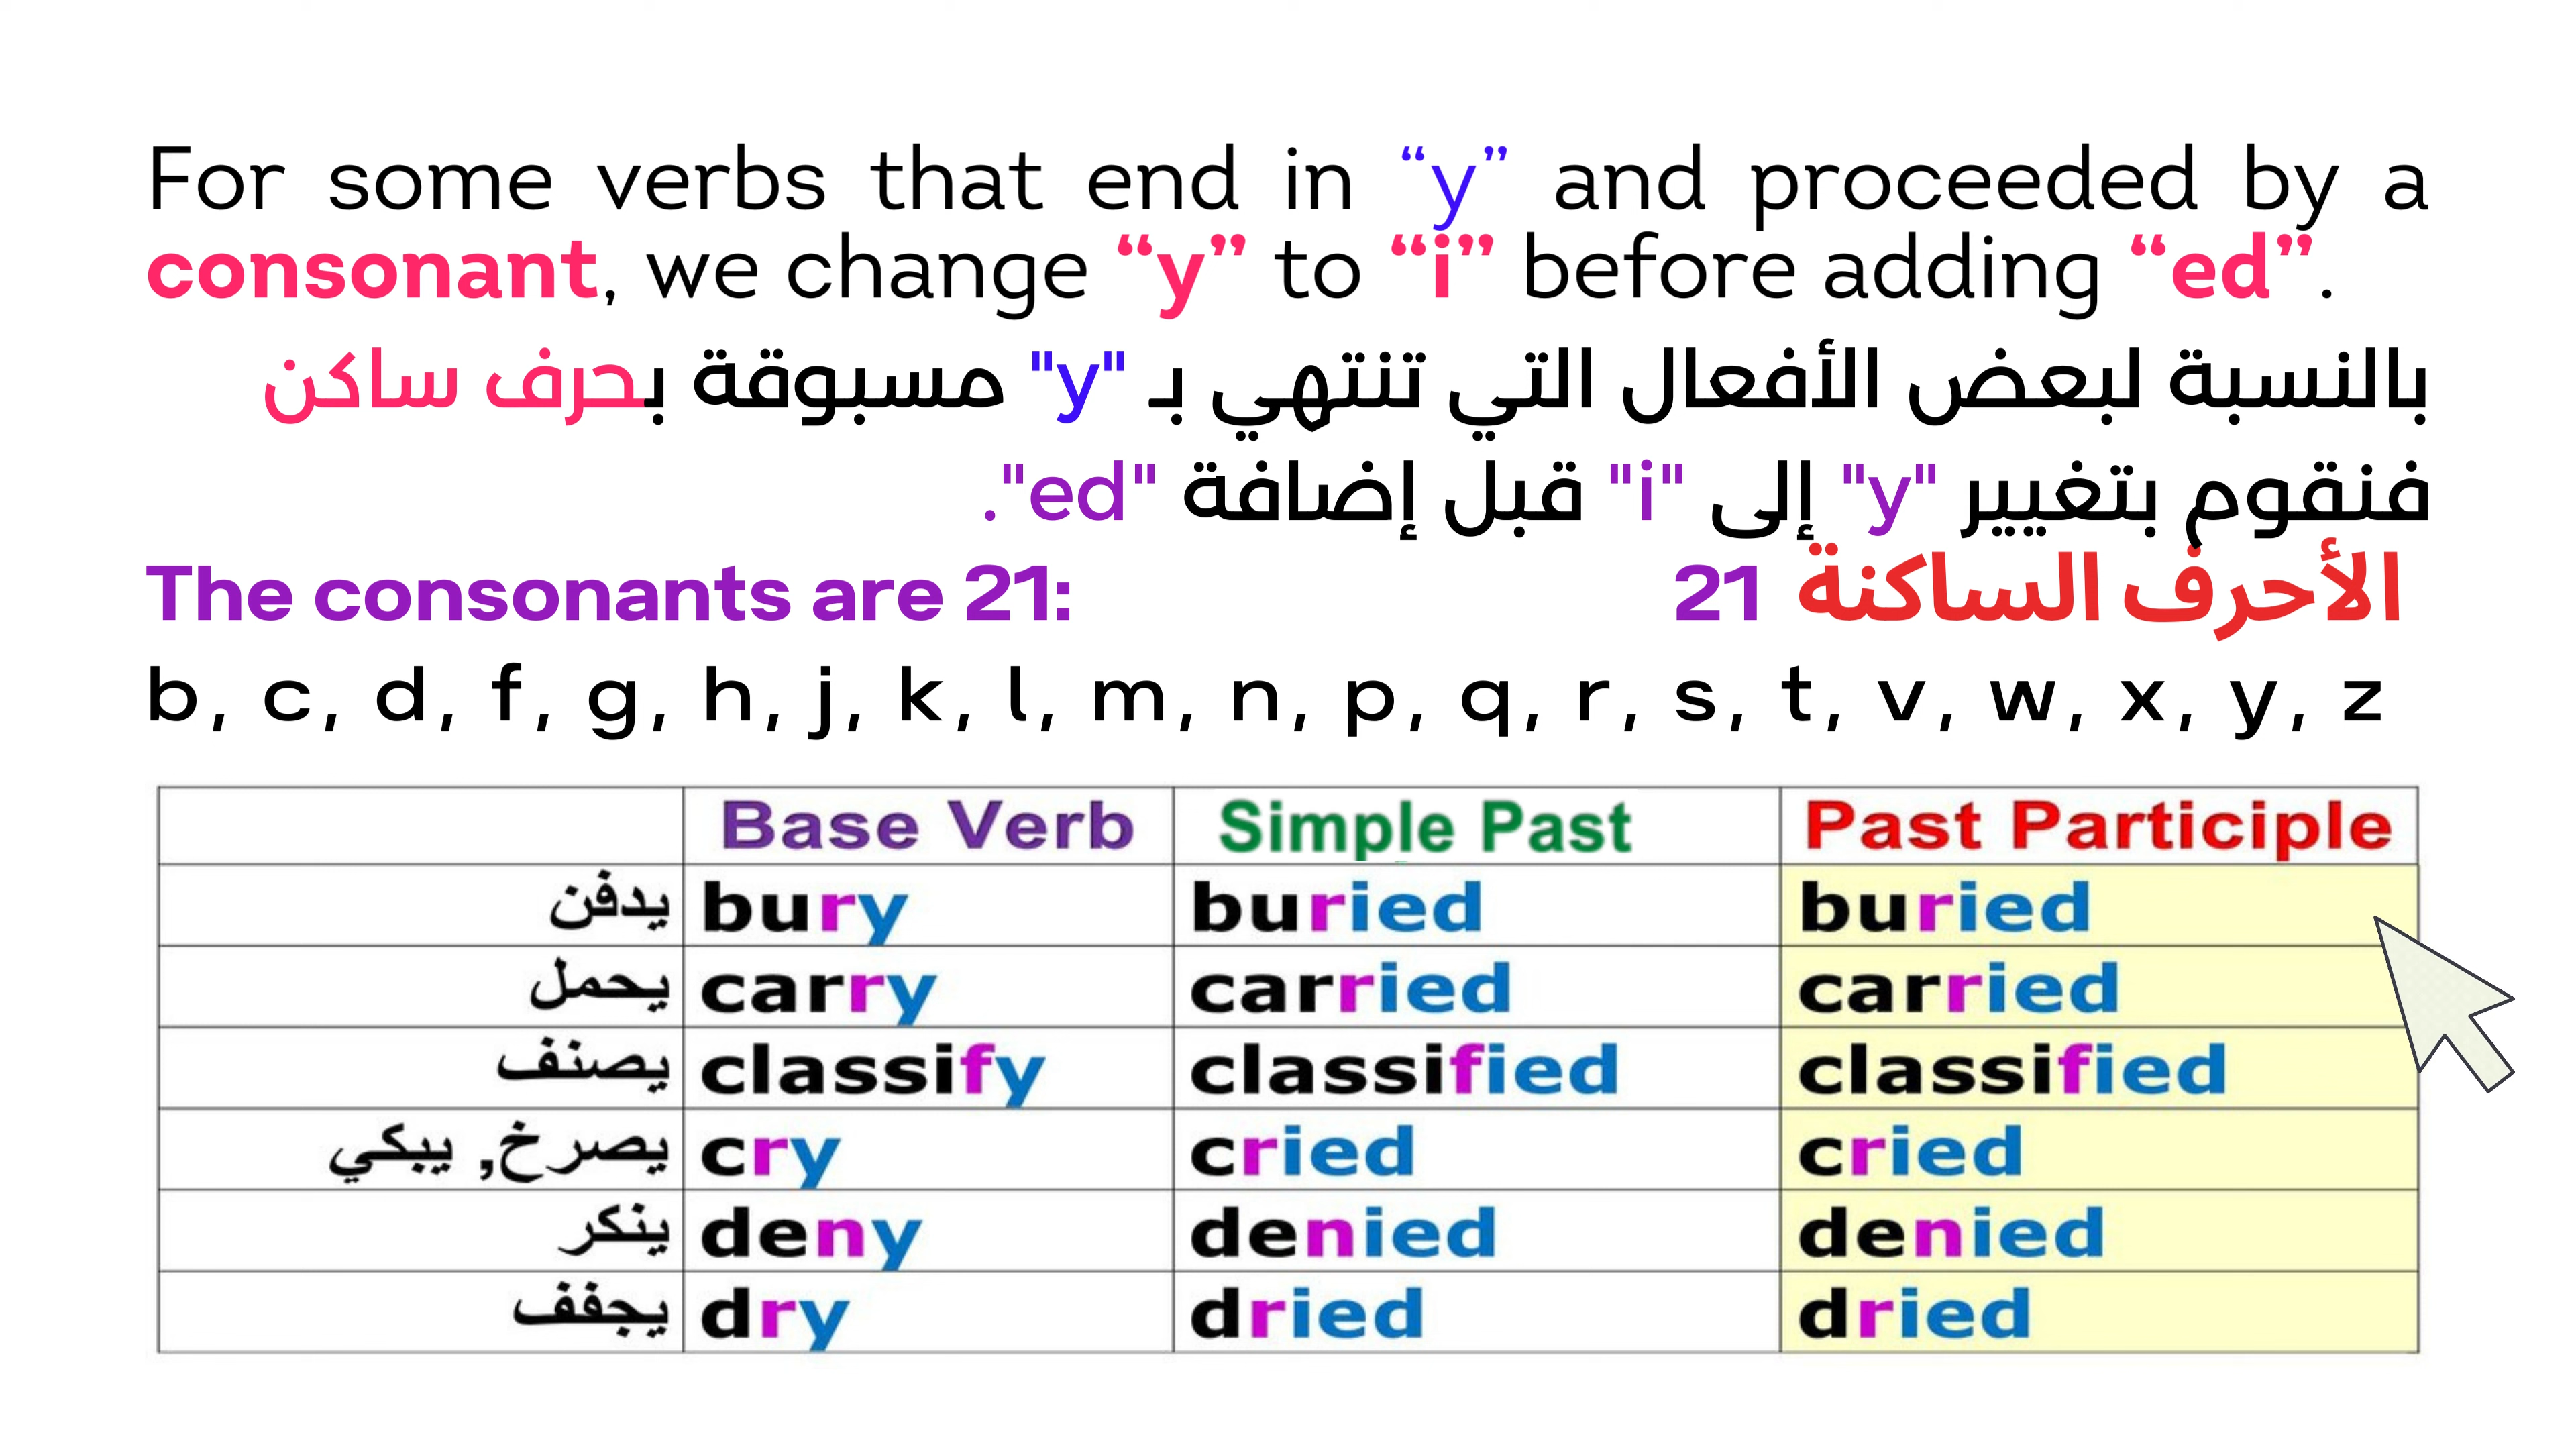 For some verbs that end in “y” and proceeded by a
consonant, we change “y” to “i” before adding “ed”.
بالنسبة لبعض الأفعال التي تنتهي بـ "y" مسبوقة بحرف ساكن
فنقوم بتغيير "y" إلى "i" قبل إضافة "ed".
The consonants are 21: الأحرف الساكنة 21
b, c, d, f, g, h, j, k, l, m, n, p, q, r, s, t, v, w, x, y, z
Base Verb Simple Past Past Participle
يدفن bury buried buried
يحمل carry carried carried
يصنف classify classified classified
يصرخ, يبكي cry cried cried
ينكر deny denied denied
يجفف dry dried dried